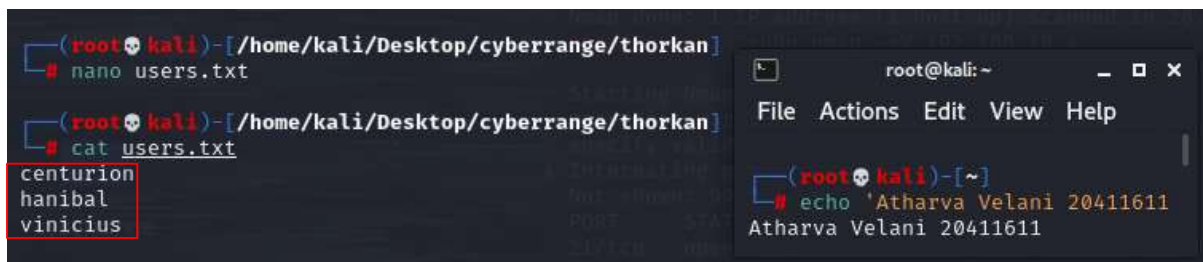 (root💀kali)-[/home/kali/Desktop/cyberrange/thorkan]
# nano users.txt
(root💀kali)-[/home/kali/Desktop/cyberrange/thorkan]
# cat users.txt
centurion
hanibal
vinicius
root@kali: ~
File Actions Edit View Help
(root💀kali)-[~]
# echo 'Atharva Velani 20411611
Atharva Velani 20411611